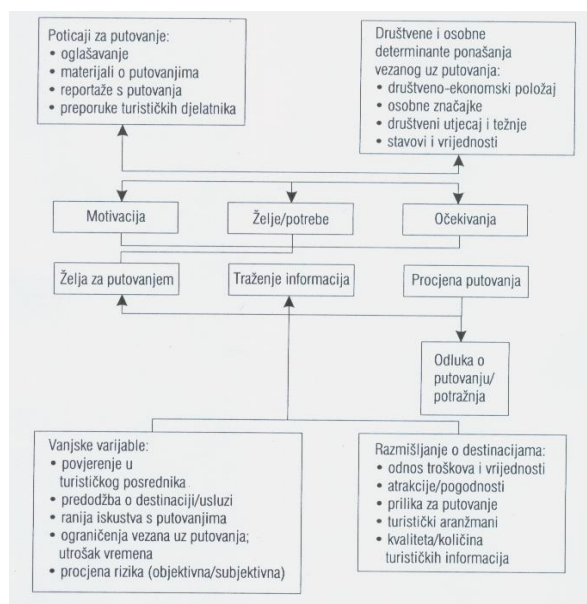 Poticaji za putovanje:
• oglašavanje
• materijali o putovanjima
• reportaže s putovanja
• preporuke turističkih djelatnika
Društvene i osobne
determinante ponašanja
vezanog uz putovanja:
• društveno-ekonomski položaj
• osobne značajke
• društveni utjecaj i težnje
• stavovi i vrijednosti
Motivacija
Želje/potrebe
Očekivanja
Želja za putovanjem
Traženje informacija
Procjena putovanja
Odluka o
putovanju/
potražnja
Vanjske varijable:
• povjerenje u
turističkog posrednika
• predodžba o destinaciji/usluzi
• ranija iskustva s putovanjima
• ograničenja vezana uz putovanja;
utrošak vremena
• procjena rizika (objektivna/subjektivna)
Razmišljanje o destinacijama:
• odnos troškova i vrijednosti
• atrakcije/pogodnosti
• prilika za putovanje
• turistički aranžmani
• kvaliteta/količina
turističkih informacija